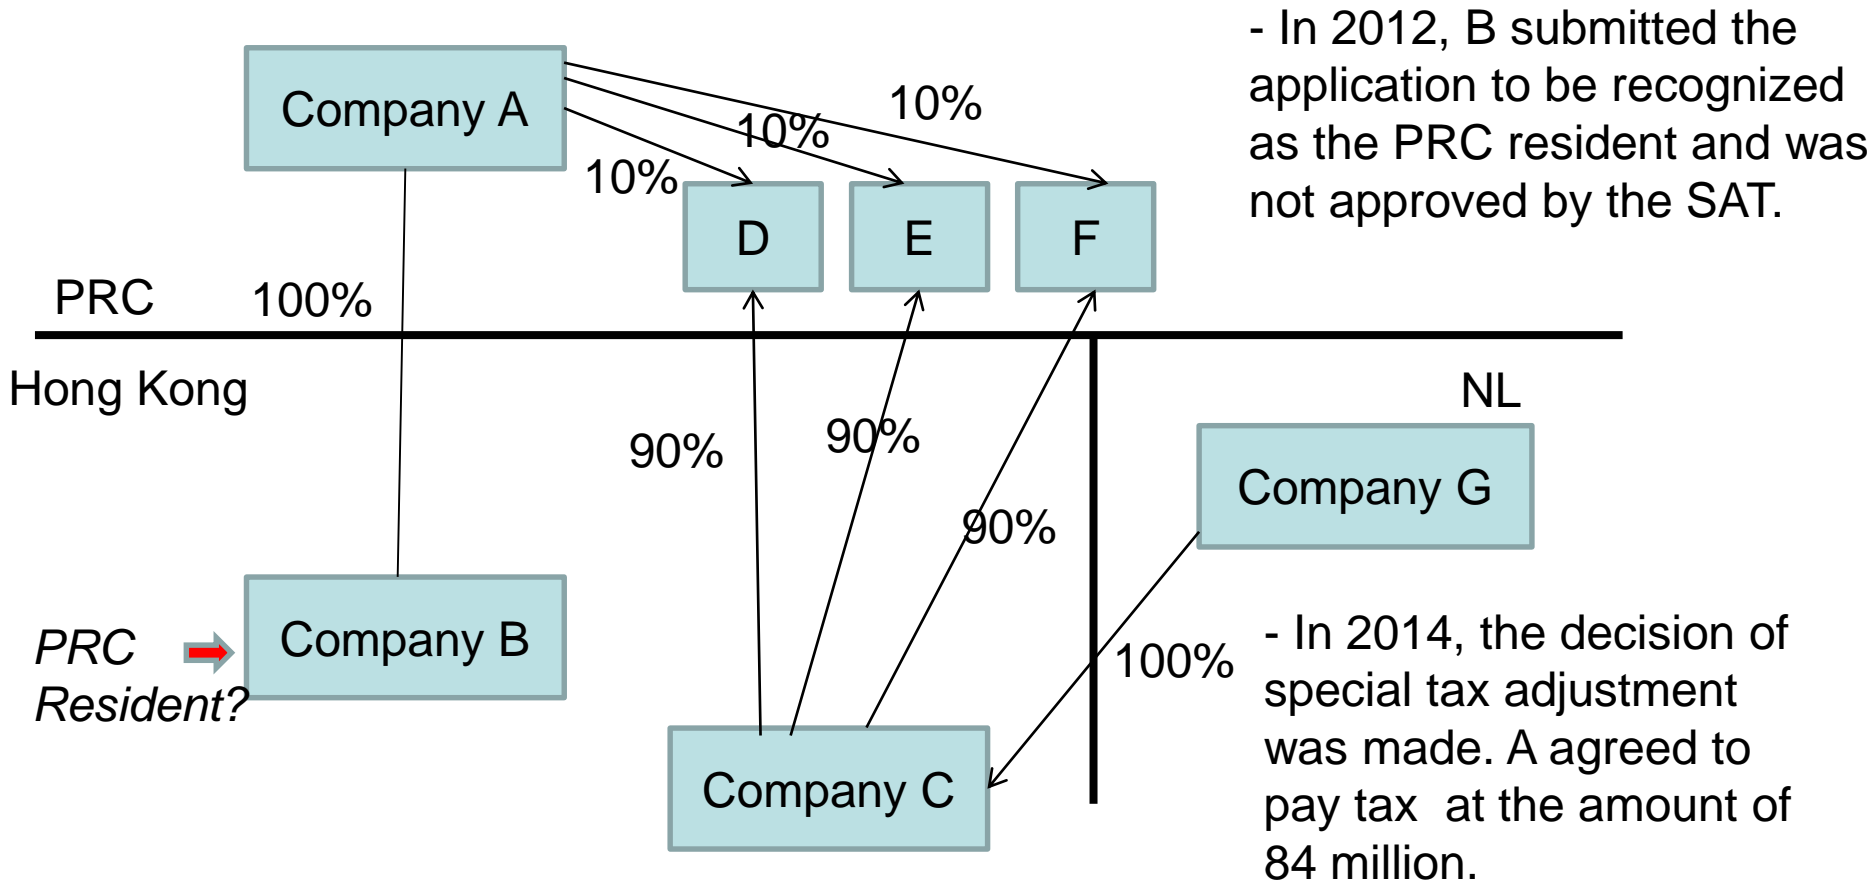 - In 2012, B submitted the
application to be recognized
as the PRC resident and was
not approved by the SAT.
Company A
10%
10%
10%
D
E
F
PRC
100%
Hong Kong
NL
90%
90%
90%
Company G
PRC
Resident?
Company B
100%
Company C
- In 2014, the decision of
special tax adjustment
was made. A agreed to
pay tax  at the amount of
84 million.